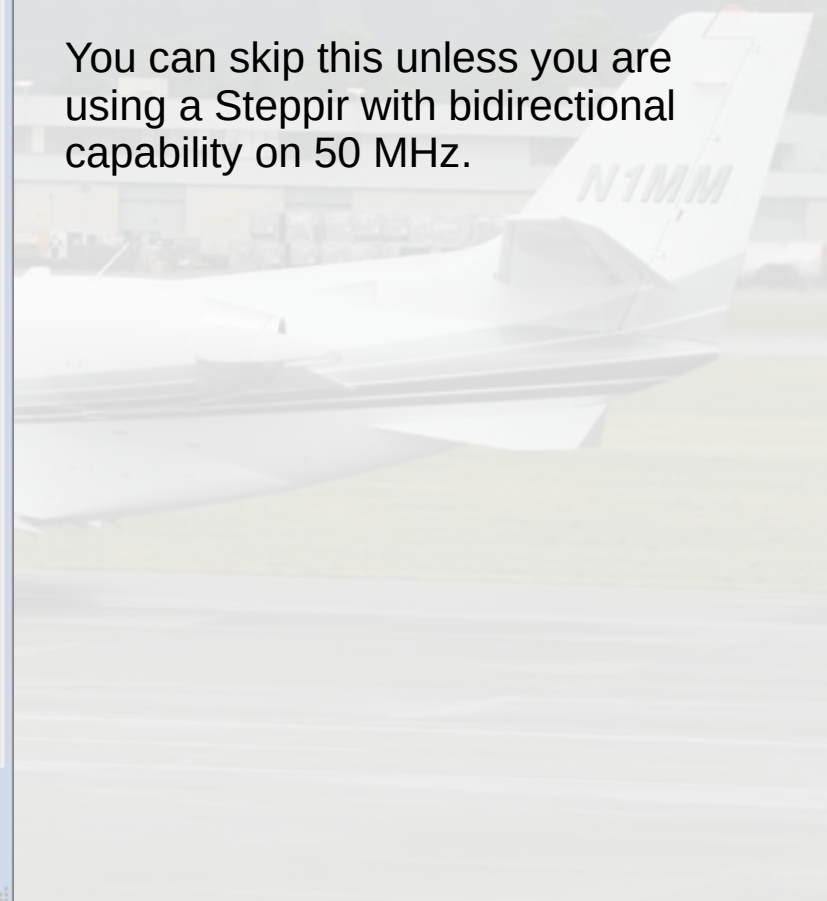 You can skip this unless you are
using a Steppir with bidirectional
capability on 50 MHz.
N1MM